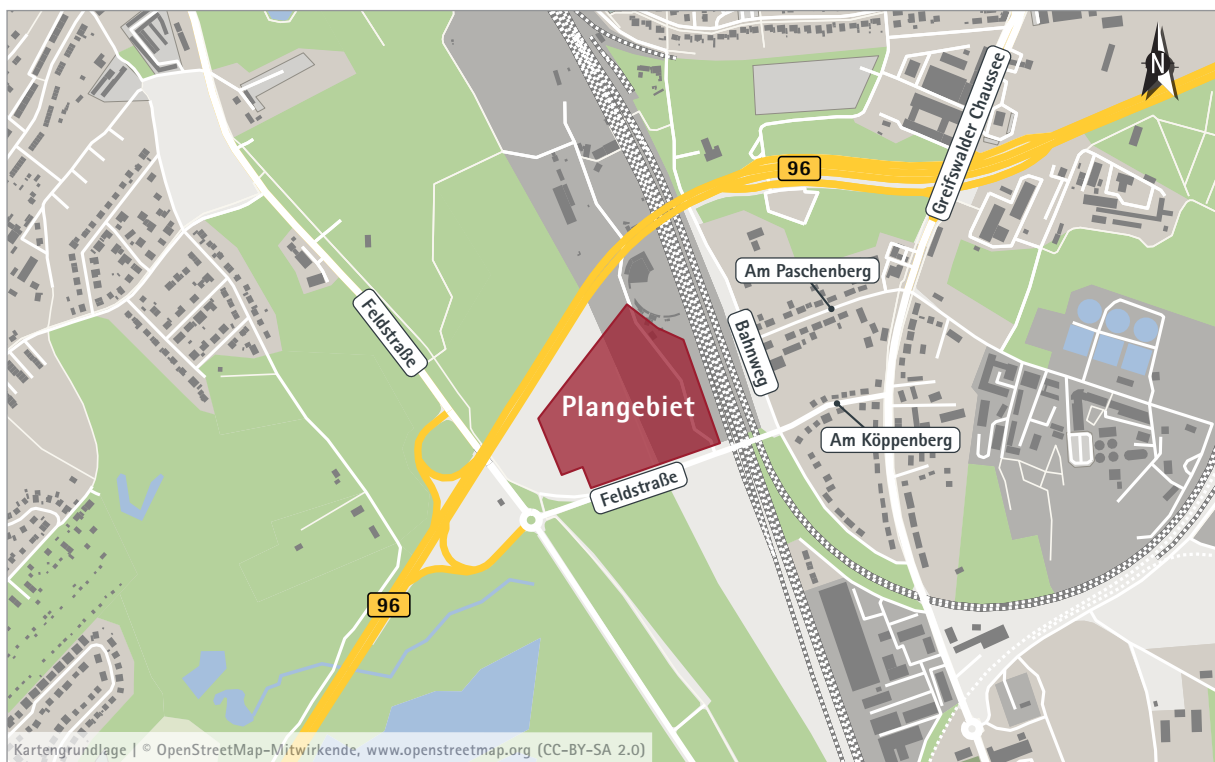 N
Greifswalder Chaussee
96
Am Paschenberg
Feldstraße
Bahnweg
Plangebiet
Am Köppenberg
Feldstraße
96
Kartengrundlage | © OpenStreetMap-Mitwirkende, www.openstreetmap.org (CC-BY-SA 2.0)